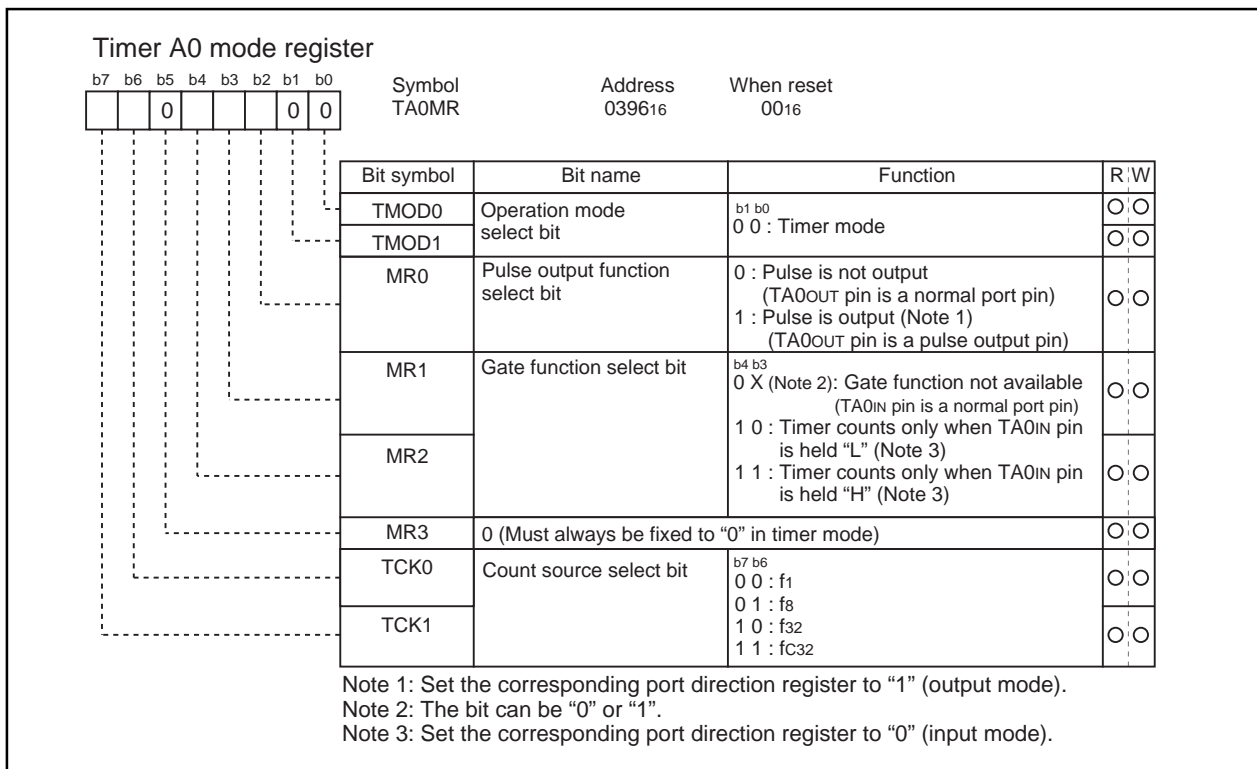 Timer A0 mode register
b7 b6 b5 b4 b3 b2 b1 b0
Symbol Address When reset
TA0MR 039616 0016
0 0 0
Bit symbol Bit name Function R W
TMOD0 Operation mode select bit b1 b0
0 0 : Timer mode
TMOD1
MR0 Pulse output function select bit 0 : Pulse is not output
(TA0OUT pin is a normal port pin)
1 : Pulse is output (Note 1)
(TA0OUT pin is a pulse output pin)
MR1 Gate function select bit b4 b3
0 X (Note 2): Gate function not available
(TA0IN pin is a normal port pin)
1 0 : Timer counts only when TA0IN pin
is held “L” (Note 3)
MR2
1 1 : Timer counts only when TA0IN pin
is held “H” (Note 3)
MR3 0 (Must always be fixed to “0” in timer mode)
TCK0 Count source select bit b7 b6
0 0 : f1
0 1 : f8
TCK1
1 0 : f32
1 1 : fC32
Note 1: Set the corresponding port direction register to “1” (output mode).
Note 2: The bit can be “0” or “1”.
Note 3: Set the corresponding port direction register to “0” (input mode).